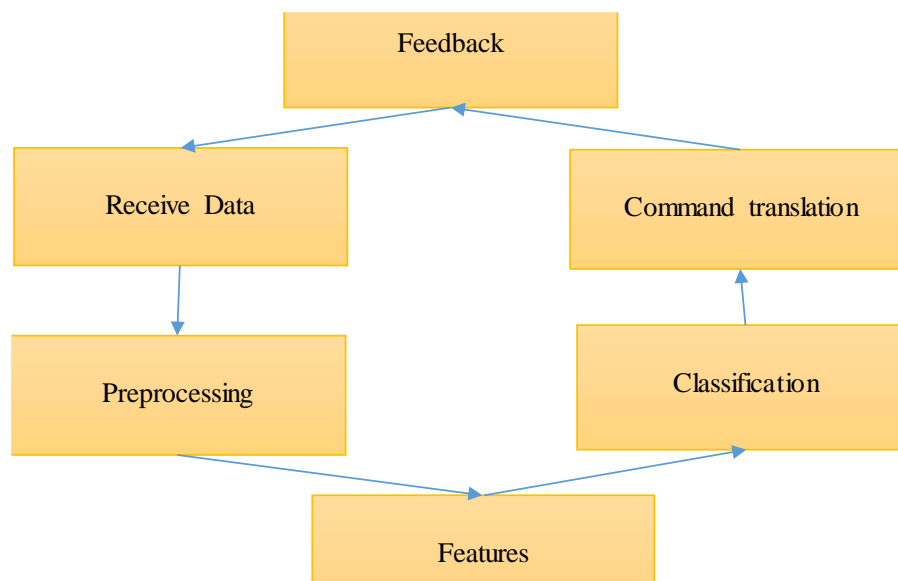 Feedback
Receive Data
Command translation
Preprocessing
Classification
Features